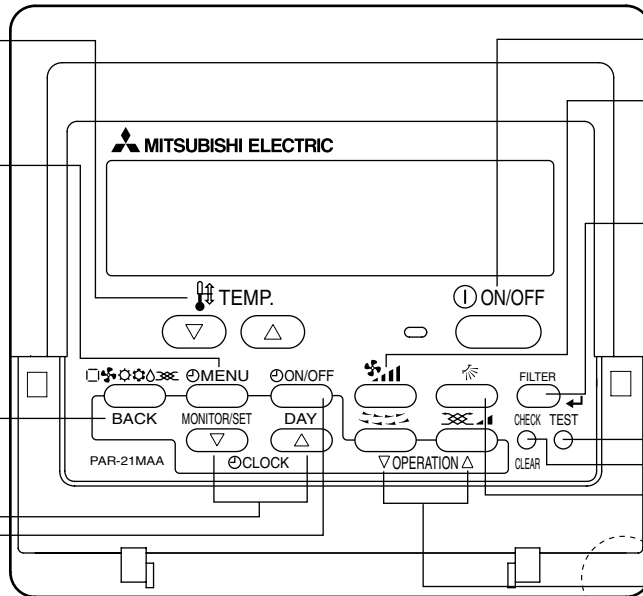 MITSUBISHI ELECTRIC
TEMP. ON/OFF
MENU ON/OFF FILTER
BACK MONITOR/SET DAY CHECK TEST
PAR-21MAA CLOCK OPERATION CLEAR